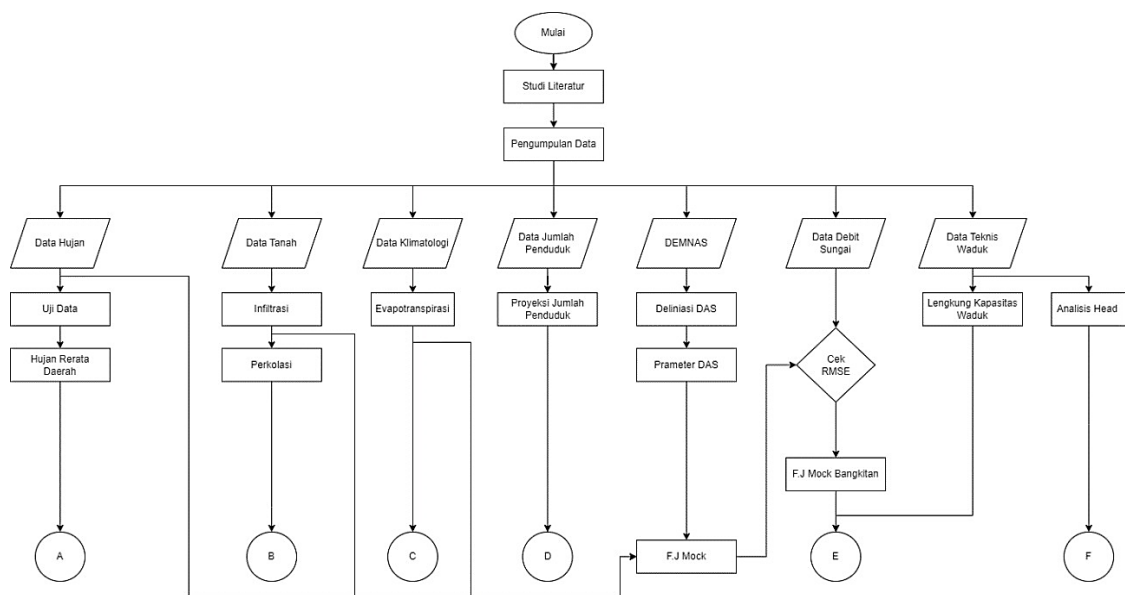 Mulai
Studi Literatur
Pengumpulan Data
Data Hujan
Data Tanah
Data Klimatologi
Data Jumlah
Penduduk
DEMNAS
Data Debit
Sungai
Data Teknis
Waduk
Uji Data
Infiltrasi
Evapotranspirasi
Proyeksi Jumlah
Penduduk
Deliniasi DAS
Lengkung Kapasitas
Waduk
Analisis Head
Hujan Rerata
Daerah
Perkolasi
Prameter DAS
Cek
RMSE
F.J Mock Bangkitan
A
B
C
D
F.J Mock
E
F